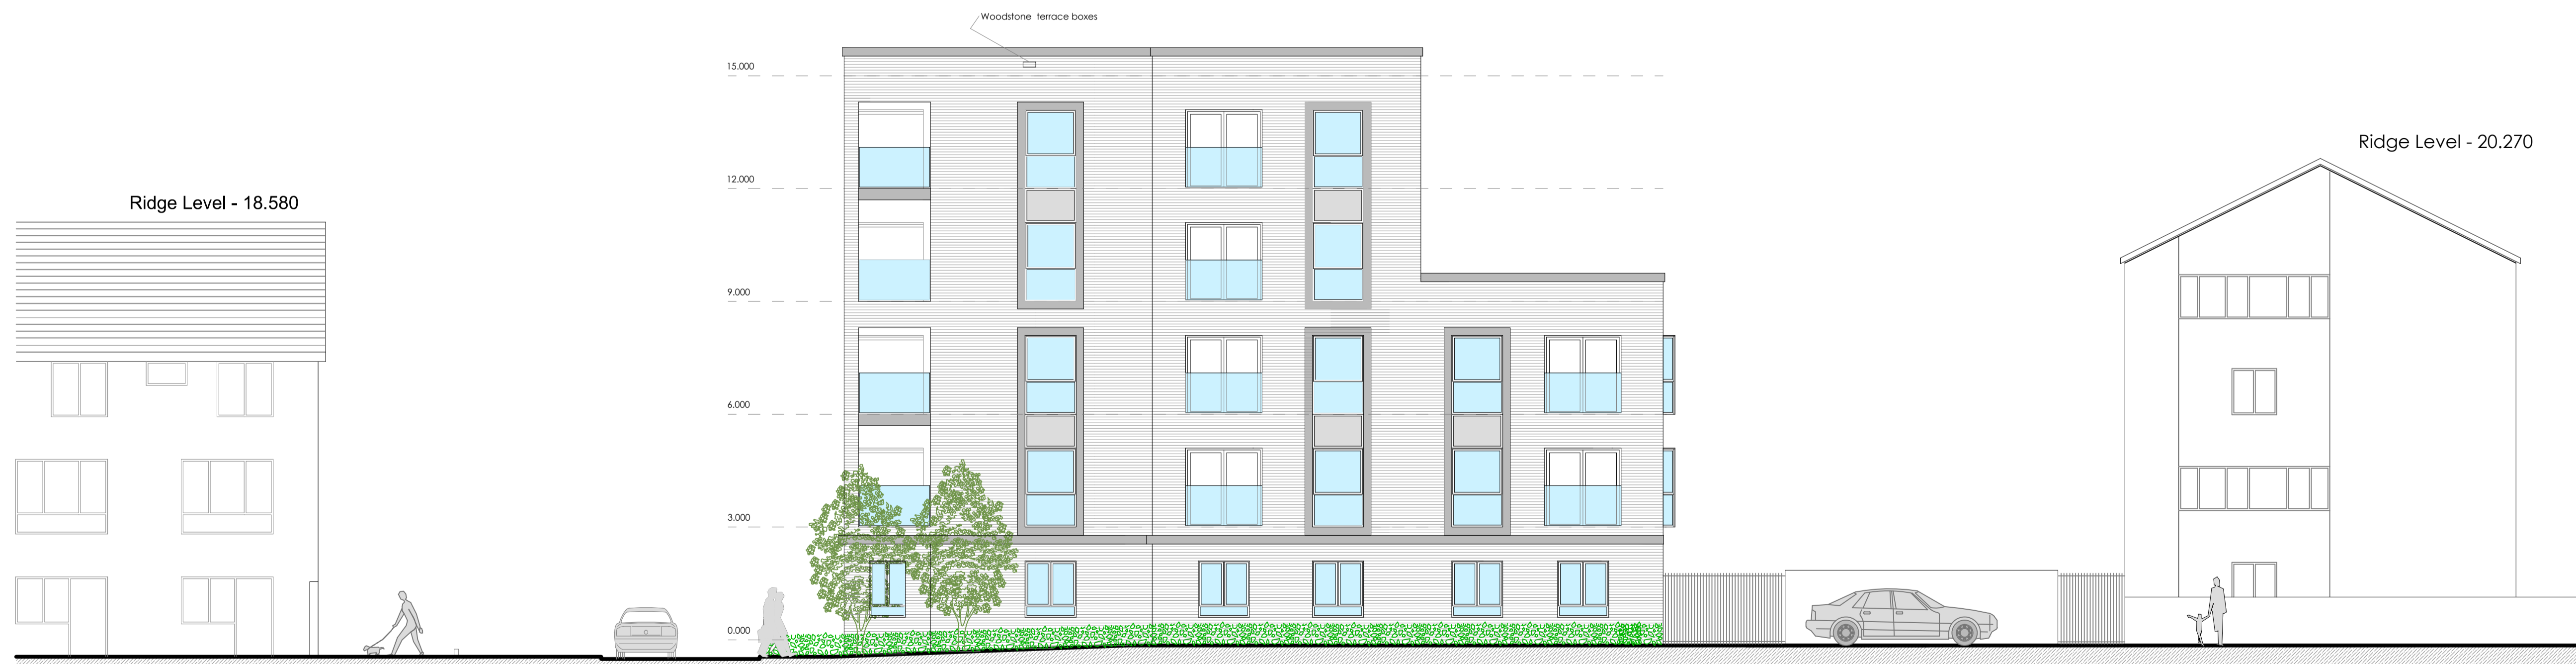 Woodstone terrace boxes
15.000
Ridge Level - 20.270
12.000
Ridge Level - 18.580
9.000
6.000
3.000
0.000